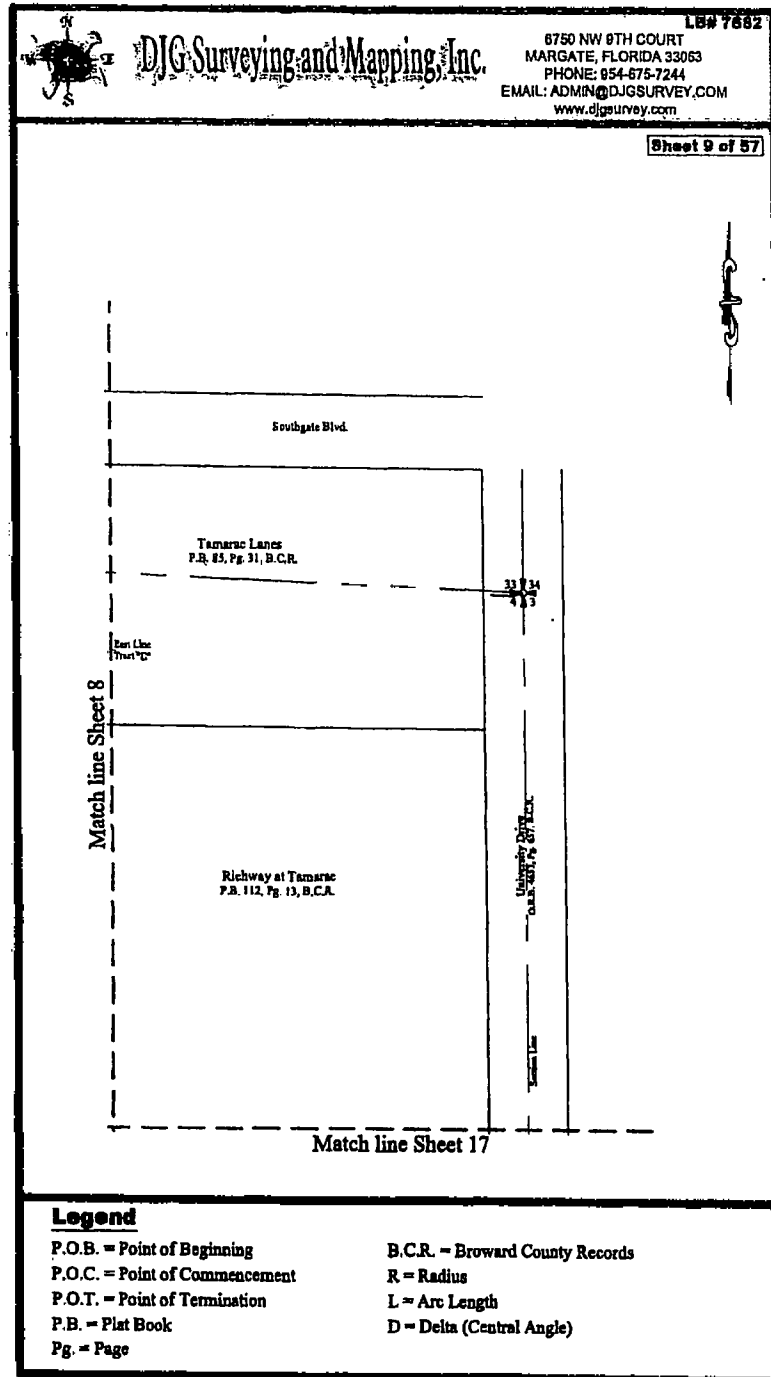 N
W E
S
DJG Surveying and Mapping, Inc.
LB# 7682
6750 NW 9TH COURT
MARGATE, FLORIDA 33063
PHONE: 954-675-7244
EMAIL: ADMIN@DJGSURVEY.COM
www.djgsurvey.com
Sheet 9 of 57
Southgate Blvd.
Tamarac Lanes
P.B. 85, Pg. 31, B.C.R.
33 34
4 3
East Line
Tract "C"
Match line Sheet 8
University Drive
O.R.B. 4653, Pg. 657, B.C.R.
Richway at Tamarac
P.B. 112, Pg. 13, B.C.R.
Section Line
Match line Sheet 17
Legend
P.O.B. = Point of Beginning
P.O.C. = Point of Commencement
P.O.T. = Point of Termination
P.B. = Plat Book
Pg. = Page
B.C.R. = Broward County Records
R = Radius
L = Arc Length
D = Delta (Central Angle)